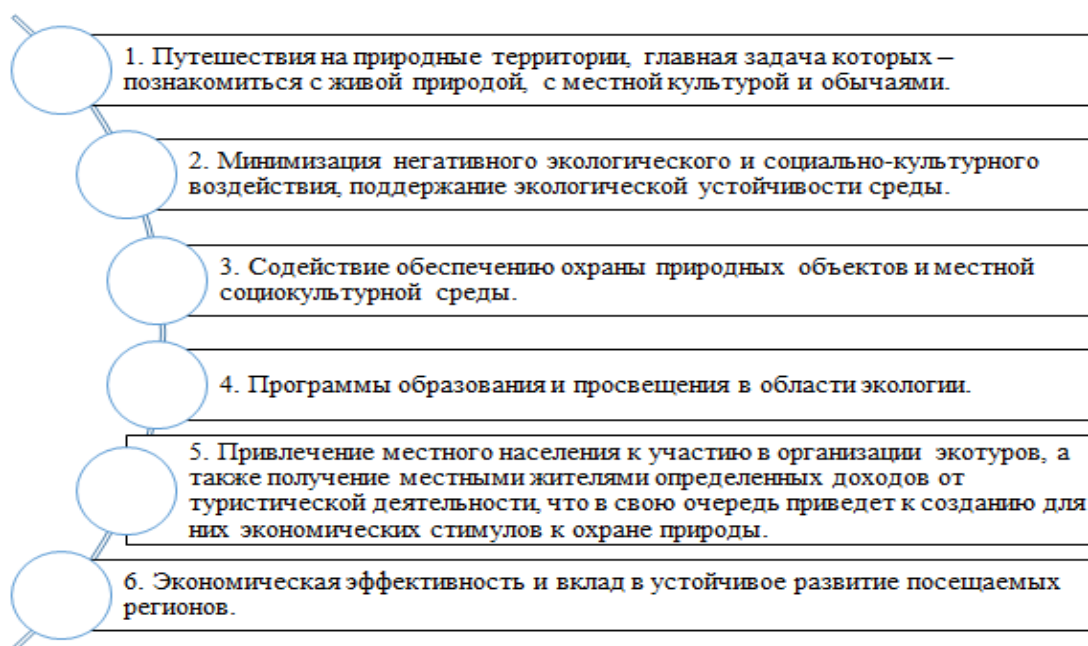 1. Путешествия на природные территории, главная задача которых –
познакомиться с живой природой, с местной культурой и обычаями.
2. Минимизация негативного экологического и социально-культурного
воздействия, поддержание экологической устойчивости среды.
3. Содействие обеспечению охраны природных объектов и местной
социокультурной среды.
4. Программы образования и просвещения в области экологии.
5. Привлечение местного населения к участию в организации экотуров, а
также получение местными жителями определенных доходов от
туристической деятельности, что в свою очередь приведет к созданию для
них экономических стимулов к охране природы.
6. Экономическая эффективность и вклад в устойчивое развитие посещаемых
регионов.